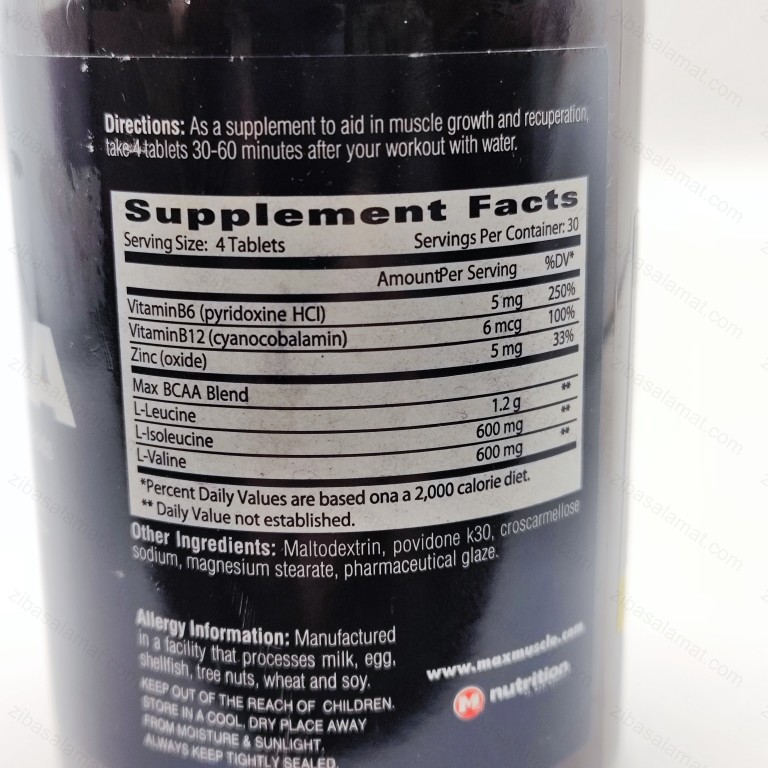 Directions: As a supplement to aid in muscle growth and recuperation,
take 4 tablets 30-60 minutes after your workout with water.
Supplement Facts
Serving Size: 4 Tablets Servings Per Container: 30
AmountPer Serving %DV*
VitaminB6 (pyridoxine HCl) 5 mg 250%
VitaminB12 (cyanocobalamin) 6 mcg 100%
Zinc (oxide) 5 mg 33%
Max BCAA Blend
L-Leucine 1.2 g **
L-Isoleucine 600 mg **
L-Valine 600 mg **
*Percent Daily Values are based ona a 2,000 calorie diet.
** Daily Value not established.
Other Ingredients: Maltodextrin, povidone k30, croscarmellose
sodium, magnesium stearate, pharmaceutical glaze.
Allergy Information: Manufactured
in a facility that processes milk, egg,
shellfish, tree nuts, wheat and soy.
KEEP OUT OF THE REACH OF CHILDREN.
STORE IN A COOL, DRY PLACE AWAY
FROM MOISTURE & SUNLIGHT.
ALWAYS KEEP TIGHTLY SEALED.
www.maxmuscle.com
M nutrition
A
zibasalamat.com